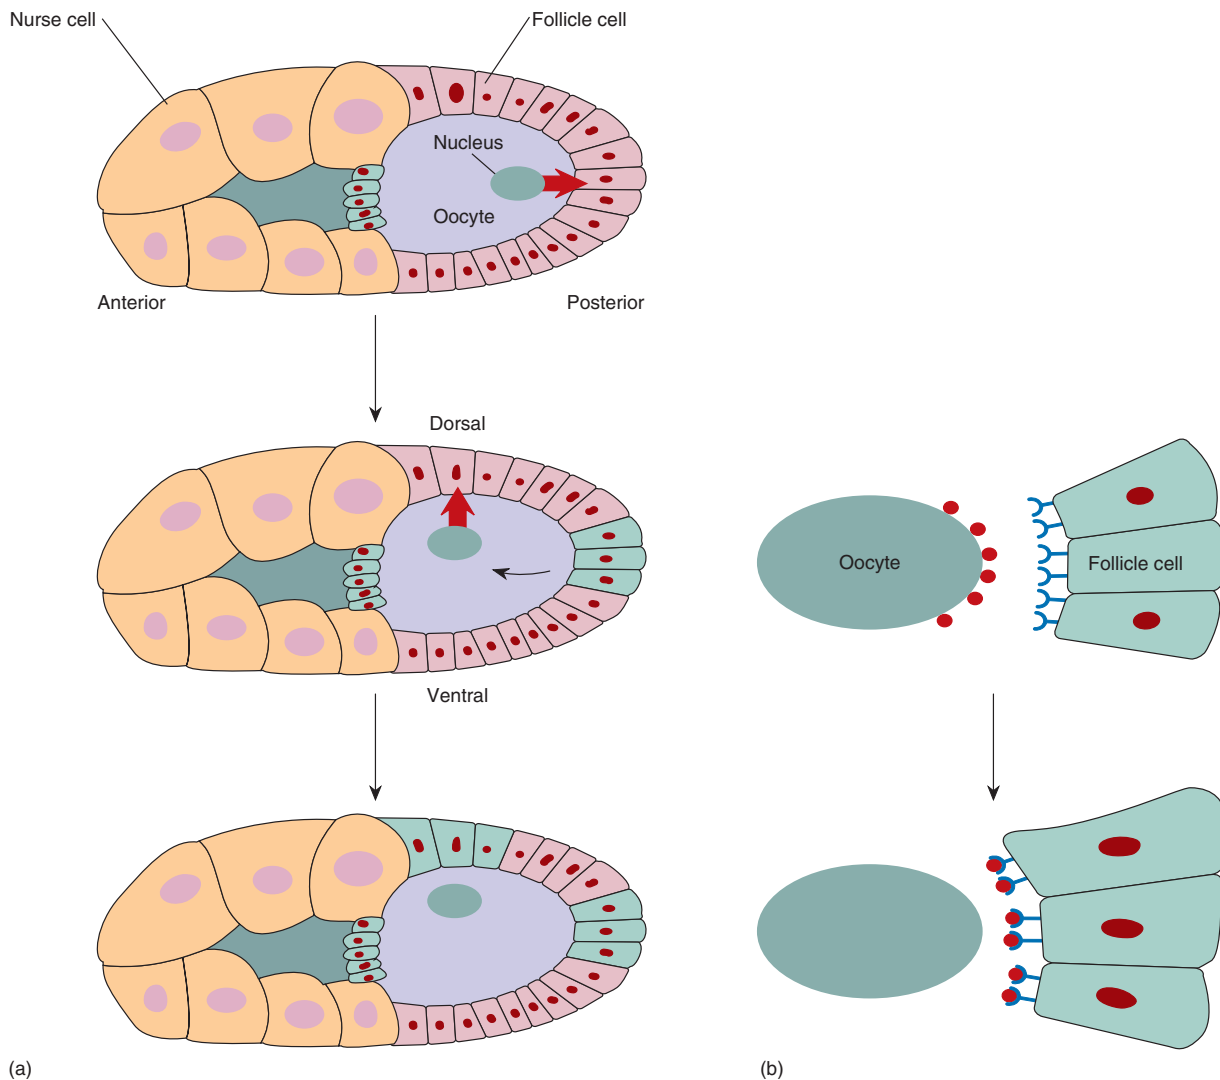 Nurse cell
Follicle cell
Nucleus
Oocyte
Anterior
Posterior
Dorsal
Ventral
(a)
Oocyte
Follicle cell
(b)